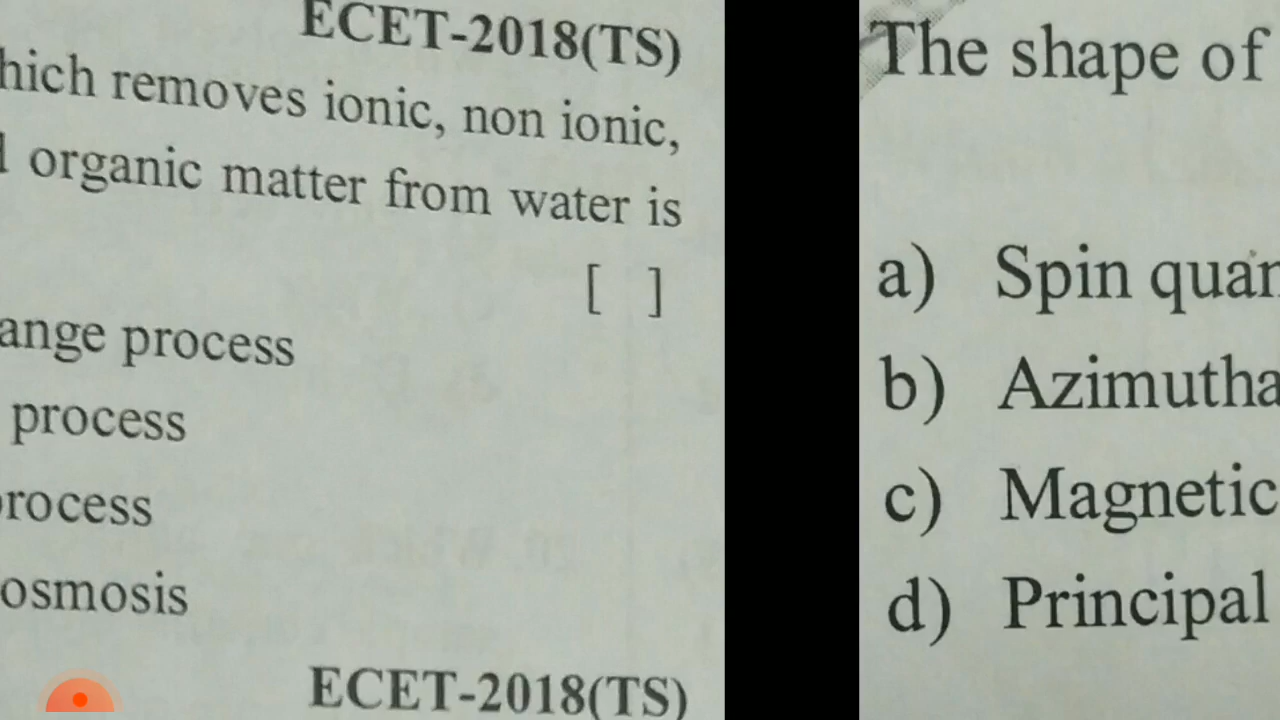 ECET-2018(TS)
hich removes ionic, non ionic,
organic matter from water is
[ ]
ange process
process
rocess
osmosis
ECET-2018(TS)
The shape of
a) Spin quan
b) Azimutha
c) Magnetic
d) Principal